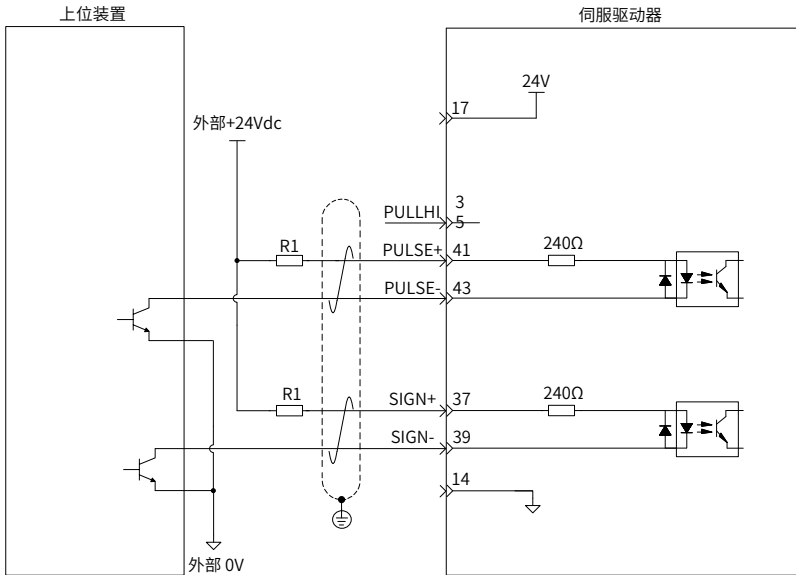 上位装置
伺服驱动器
24V
17
外部+24Vdc
3
PULLHI
5
R1
PULSE+
41
240Ω
PULSE-
43
R1
SIGN+
37
240Ω
SIGN-
39
14
外部 0V